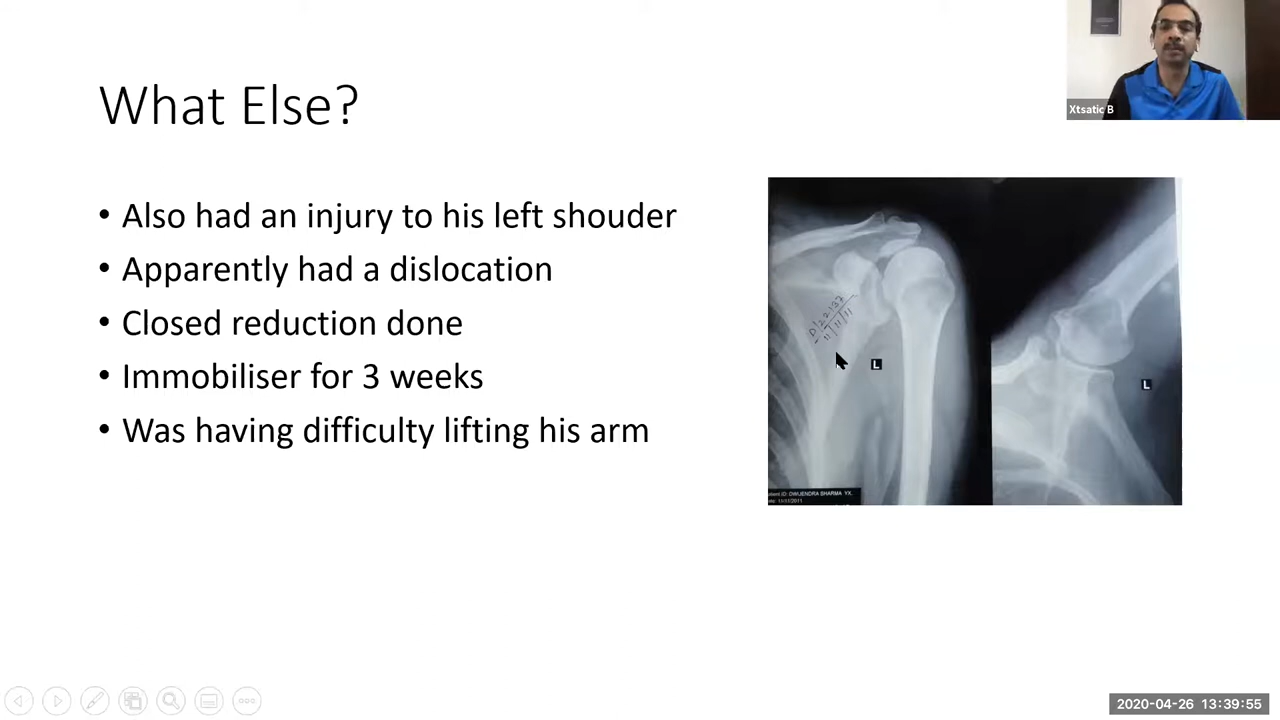 What Else?
• Also had an injury to his left shouder
• Apparently had a dislocation
• Closed reduction done
• Immobiliser for 3 weeks
• Was having difficulty lifting his arm
Xtsatic B
L
L
2020-04-26 13:39:55